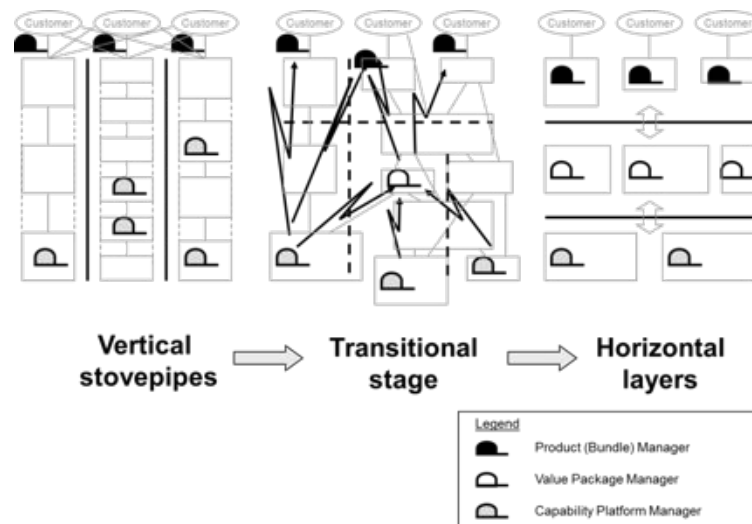 Customer Customer Customer Customer Customer Customer Customer Customer Customer
Vertical
stovepipes
Transitional
stage
Horizontal
layers
Legend
Product (Bundle) Manager
Value Package Manager
Capability Platform Manager